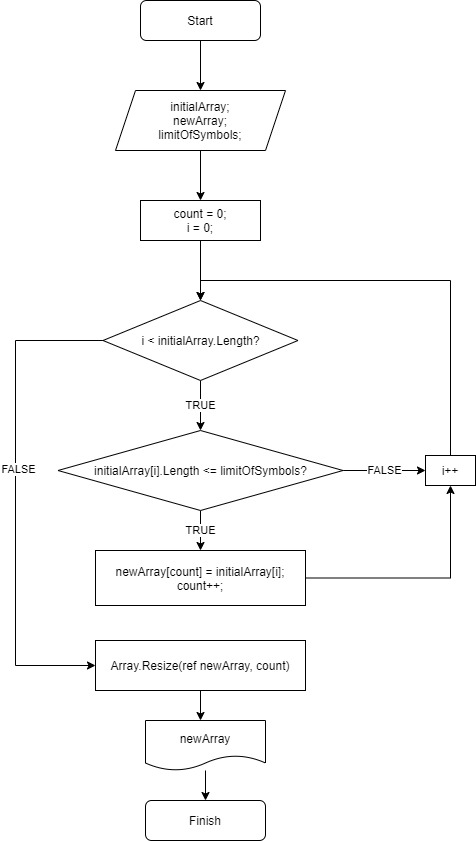 Start
initialArray;
newArray;
limitOfSymbols;
count = 0;
i = 0;
i < initialArray.Length?
TRUE
FALSE
initialArray[i].Length <= limitOfSymbols?
FALSE
i++
TRUE
newArray[count] = initialArray[i];
count++;
Array.Resize(ref newArray, count)
newArray
Finish